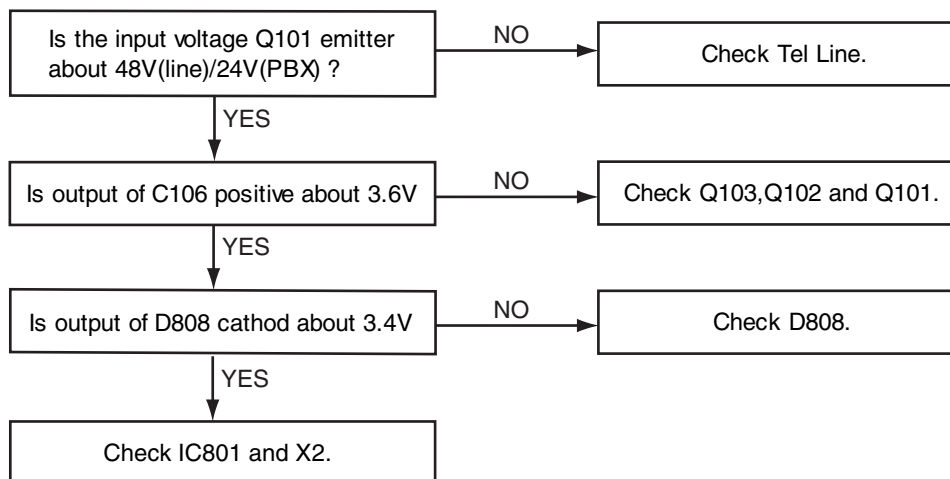 Is the input voltage Q101 emitter
about 48V(line)/24V(PBX) ?
NO
Check Tel Line.
YES
Is output of C106 positive about 3.6V
NO
Check Q103,Q102 and Q101.
YES
Is output of D808 cathod about 3.4V
NO
Check D808.
YES
Check IC801 and X2.